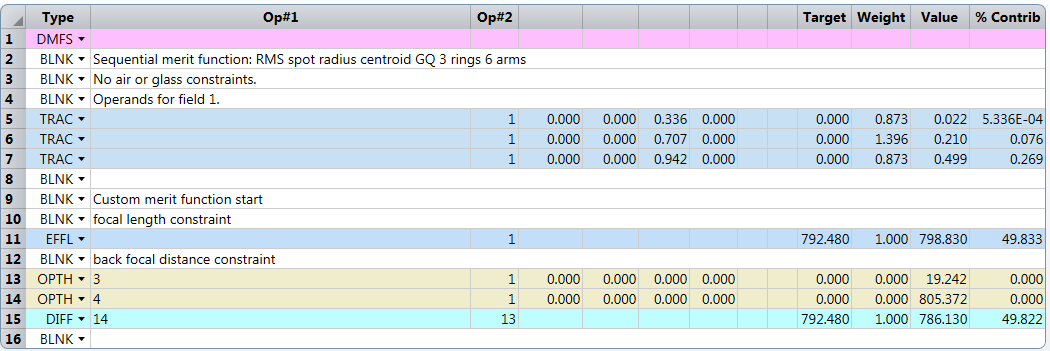 Type Op#1 Op#2 Target Weight Value % Contrib
1 DMFS
2 BLNK Sequential merit function: RMS spot radius centroid GQ 3 rings 6 arms
3 BLNK No air or glass constraints.
4 BLNK Operands for field 1.
5 TRAC 1 0.000 0.000 0.336 0.000 0.000 0.873 0.022 5.336E-04
6 TRAC 1 0.000 0.000 0.707 0.000 0.000 1.396 0.210 0.076
7 TRAC 1 0.000 0.000 0.942 0.000 0.000 0.873 0.499 0.269
8 BLNK
9 BLNK Custom merit function start
10 BLNK focal length constraint
11 EFFL 1 792.480 1.000 798.830 49.833
12 BLNK back focal distance constraint
13 OPTH 3 1 0.000 0.000 0.000 0.000 0.000 0.000 19.242 0.000
14 OPTH 4 1 0.000 0.000 0.000 0.000 0.000 0.000 805.372 0.000
15 DIFF 14 13 792.480 1.000 786.130 49.822
16 BLNK